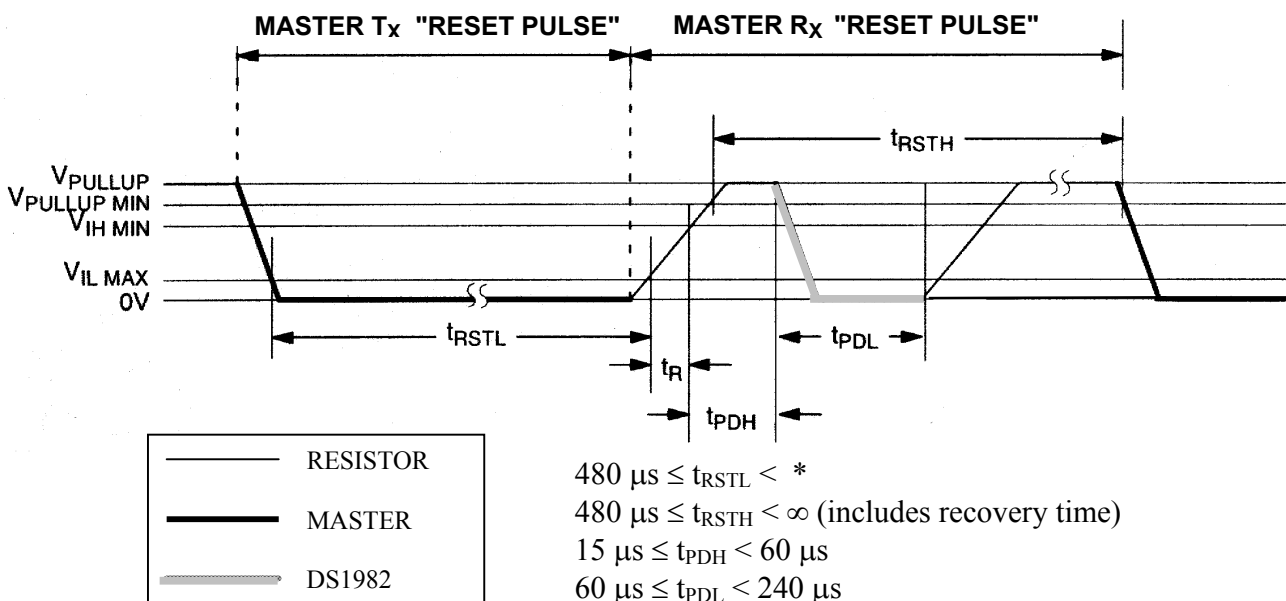 MASTER TX "RESET PULSE" MASTER RX "RESET PULSE"
tRSTH
VPULLUP
VPULLUP MIN
VIH MIN
VIL MAX
0V
tRSTL
tPDL
tR
tPDH
RESISTOR
MASTER
DS1982
480 μs ≤ tRSTL < *
480 μs ≤ tRSTH < ∞ (includes recovery time)
15 μs ≤ tPDH < 60 μs
60 μs ≤ tPDL < 240 μs